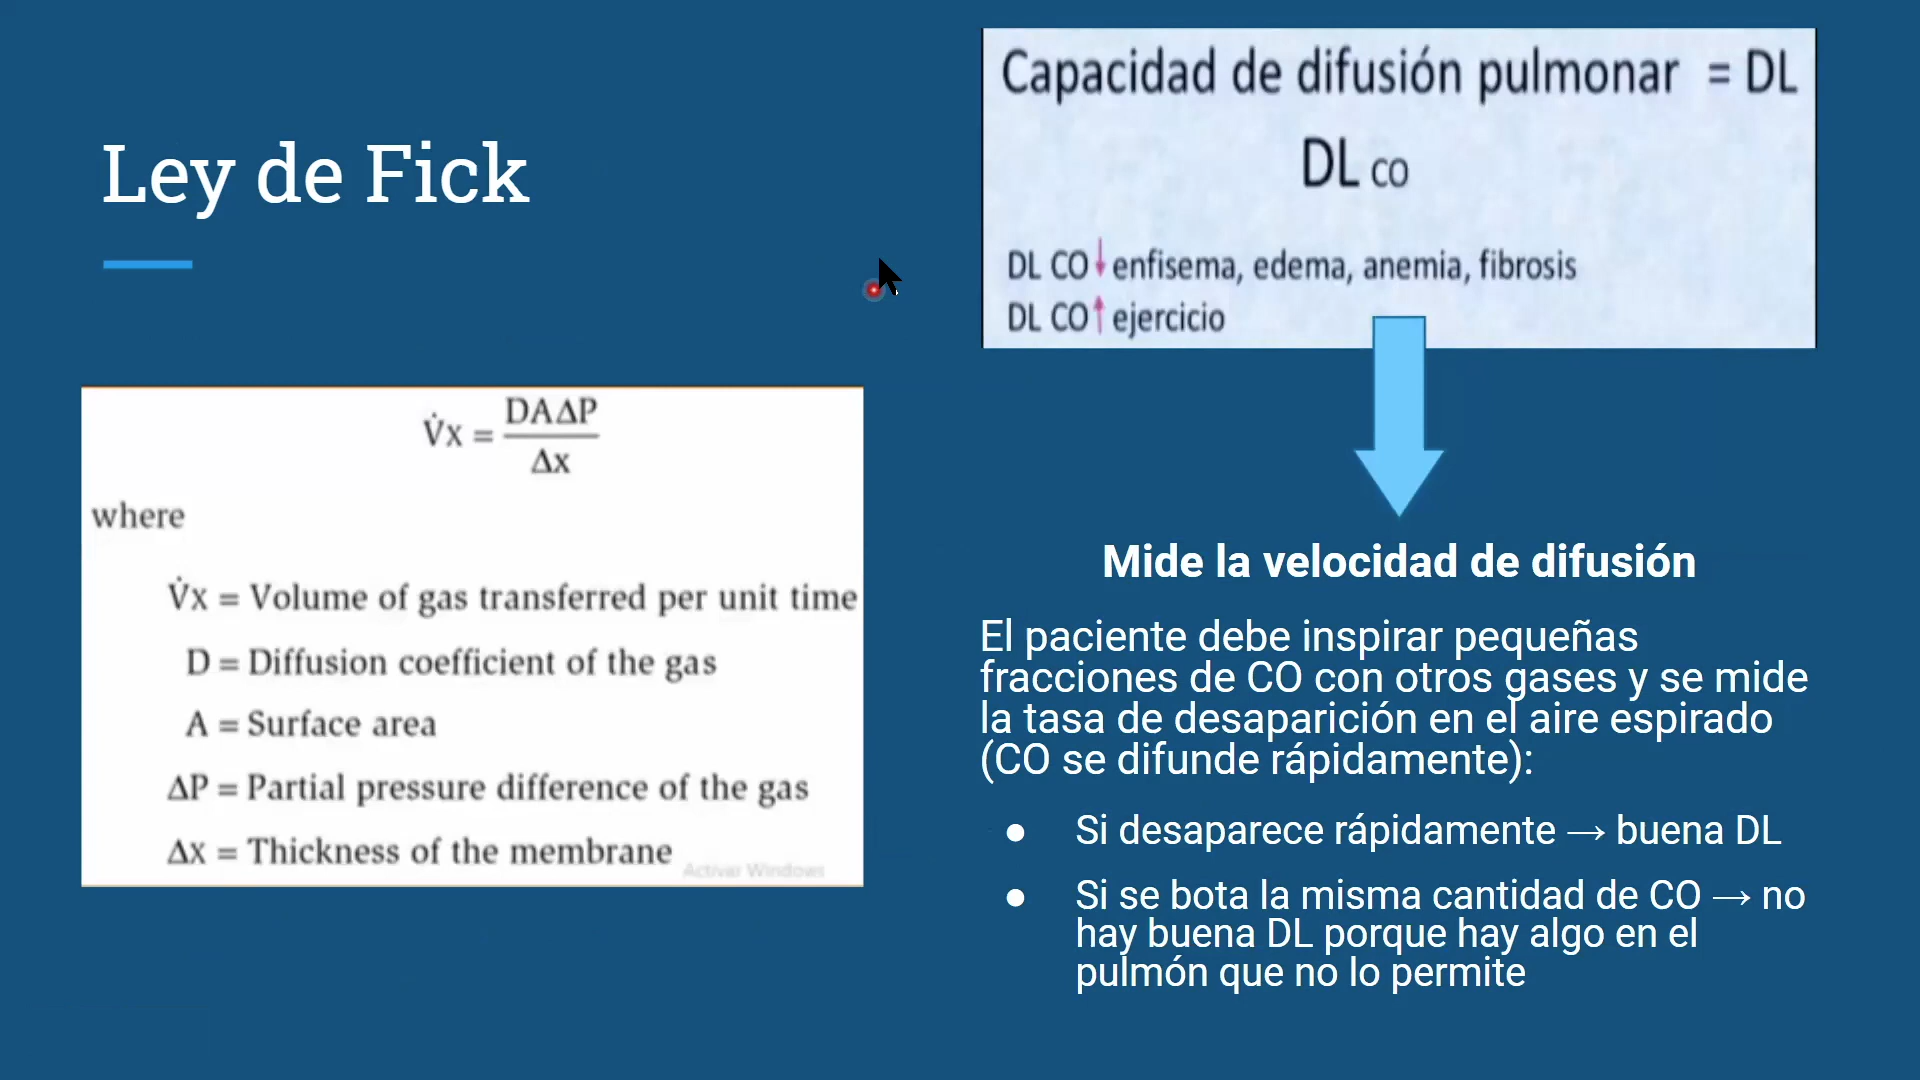 Ley de Fick
V̇x = DAΔP
Δx
where
V̇x = Volume of gas transferred per unit time
D = Diffusion coefficient of the gas
A = Surface area
ΔP = Partial pressure difference of the gas
Δx = Thickness of the membrane
Activar Windows
Capacidad de difusión pulmonar = DL
DL co
DL CO↓ enfisema, edema, anemia, fibrosis
DL CO↑ ejercicio
Mide la velocidad de difusión
El paciente debe inspirar pequeñas
fracciones de CO con otros gases y se mide
la tasa de desaparición en el aire espirado
(CO se difunde rápidamente):
● Si desaparece rápidamente → buena DL
● Si se bota la misma cantidad de CO → no
hay buena DL porque hay algo en el
pulmón que no lo permite